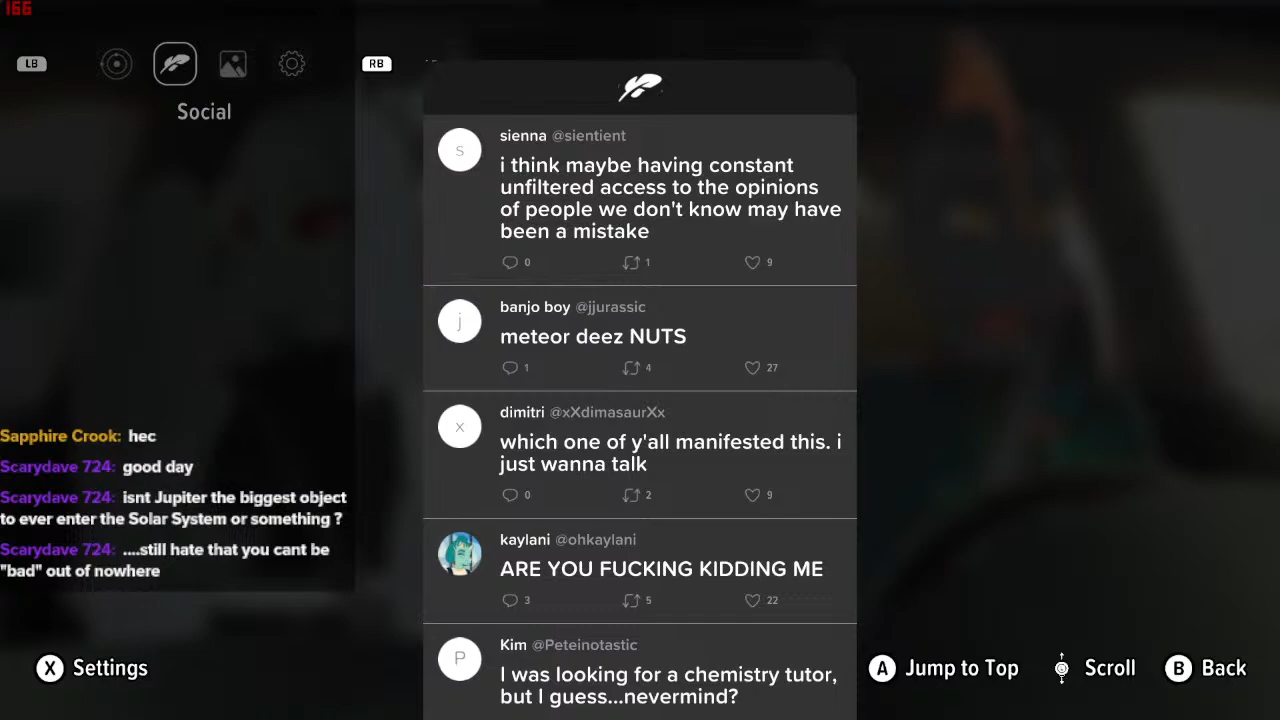 166
LB
RB
Social
sienna @sientient
s
i think maybe having constant
unfiltered access to the opinions
of people we don't know may have
been a mistake
0 1 9
banjo boy @jjurassic
j
meteor deez NUTS
1 4 27
dimitri @xXdimasaurXx
x
which one of y'all manifested this. i
just wanna talk
0 2 9
kaylani @ohkaylani
ARE YOU FUCKING KIDDING ME
3 5 22
Kim @Peteinotastic
P
I was looking for a chemistry tutor,
but I guess...nevermind?
Sapphire Crook: hec
Scarydave 724: good day
Scarydave 724: isnt Jupiter the biggest object
to ever enter the Solar System or something ?
Scarydave 724: ....still hate that you cant be
"bad" out of nowhere
X Settings
A Jump to Top
Scroll
B Back